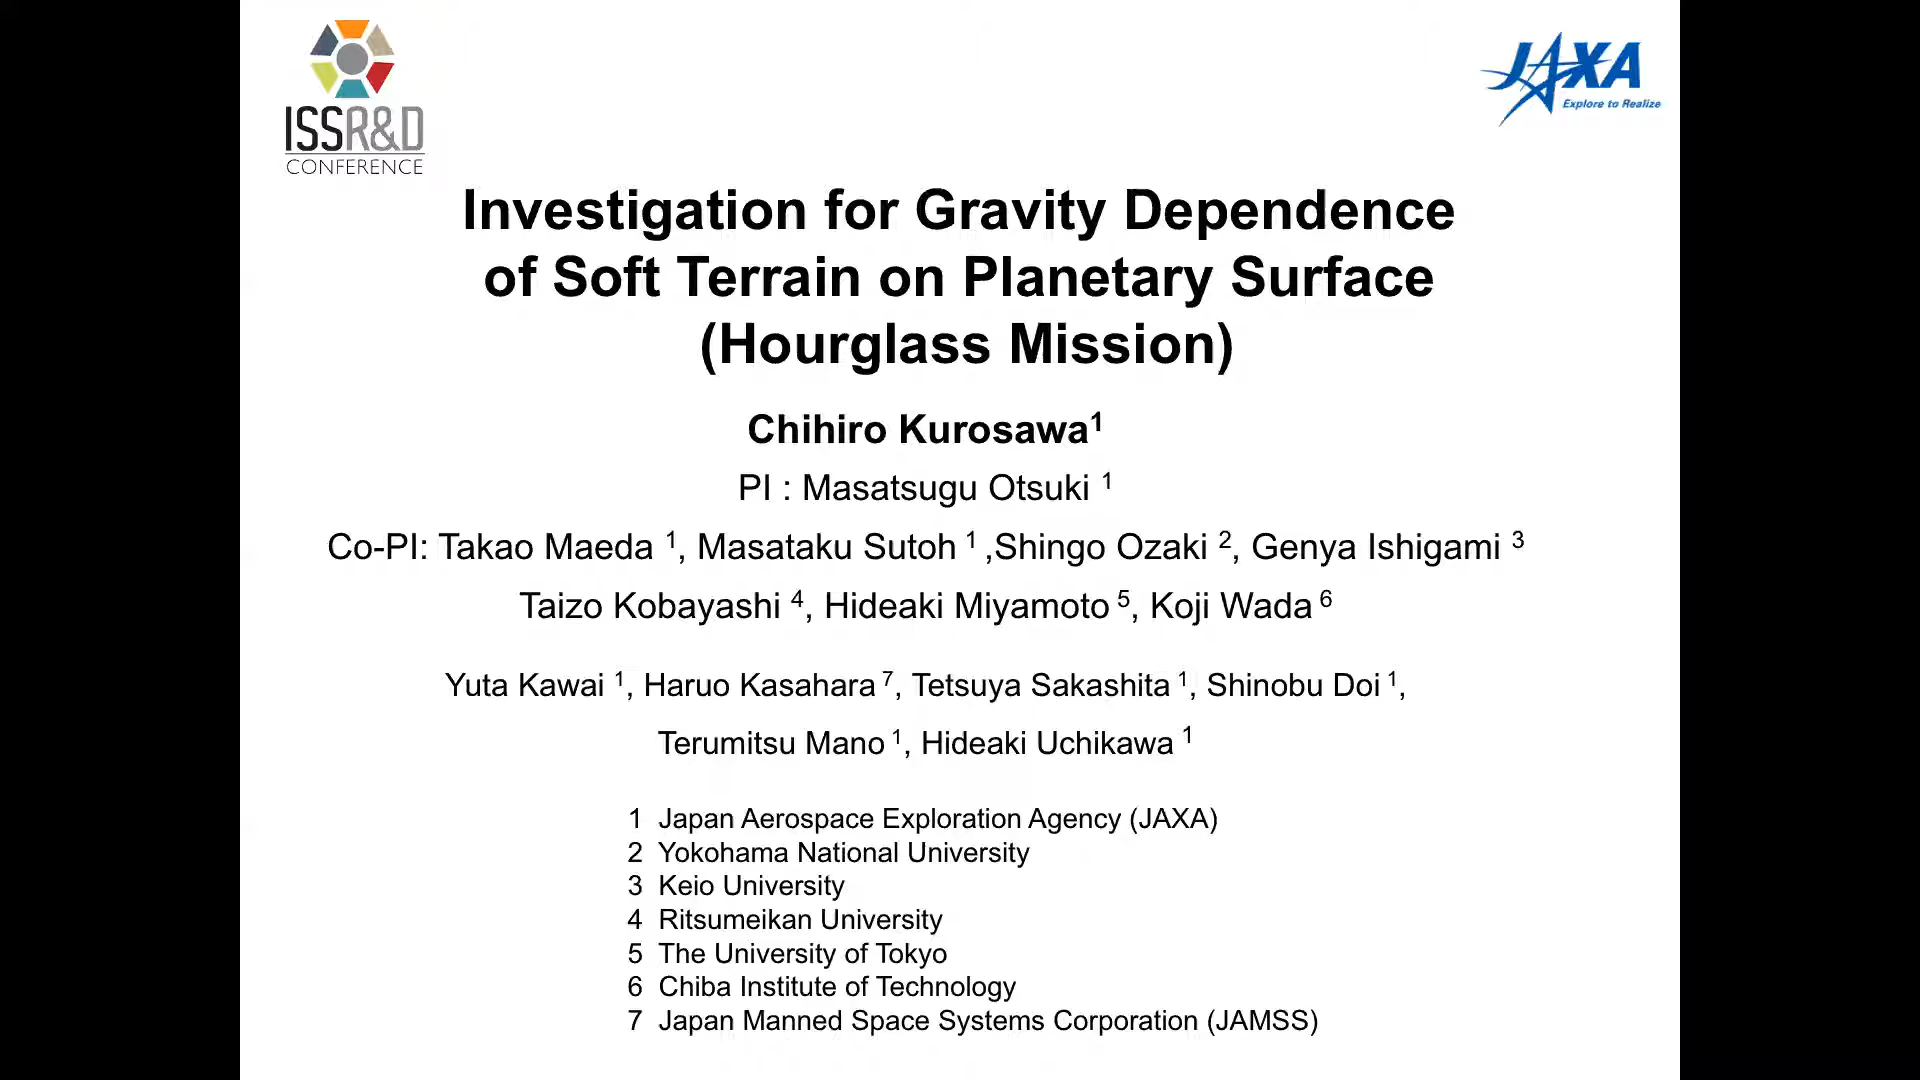 ISSR&D
CONFERENCE
JAXA
Explore to Realize
Investigation for Gravity Dependence
of Soft Terrain on Planetary Surface
(Hourglass Mission)
Chihiro Kurosawa¹
PI : Masatsugu Otsuki ¹
Co-PI: Takao Maeda ¹, Masataku Sutoh ¹ ,Shingo Ozaki ², Genya Ishigami ³
Taizo Kobayashi ⁴, Hideaki Miyamoto ⁵, Koji Wada ⁶
Yuta Kawai ¹, Haruo Kasahara ⁷, Tetsuya Sakashita ¹, Shinobu Doi ¹,
Terumitsu Mano ¹, Hideaki Uchikawa ¹
1 Japan Aerospace Exploration Agency (JAXA)
2 Yokohama National University
3 Keio University
4 Ritsumeikan University
5 The University of Tokyo
6 Chiba Institute of Technology
7 Japan Manned Space Systems Corporation (JAMSS)